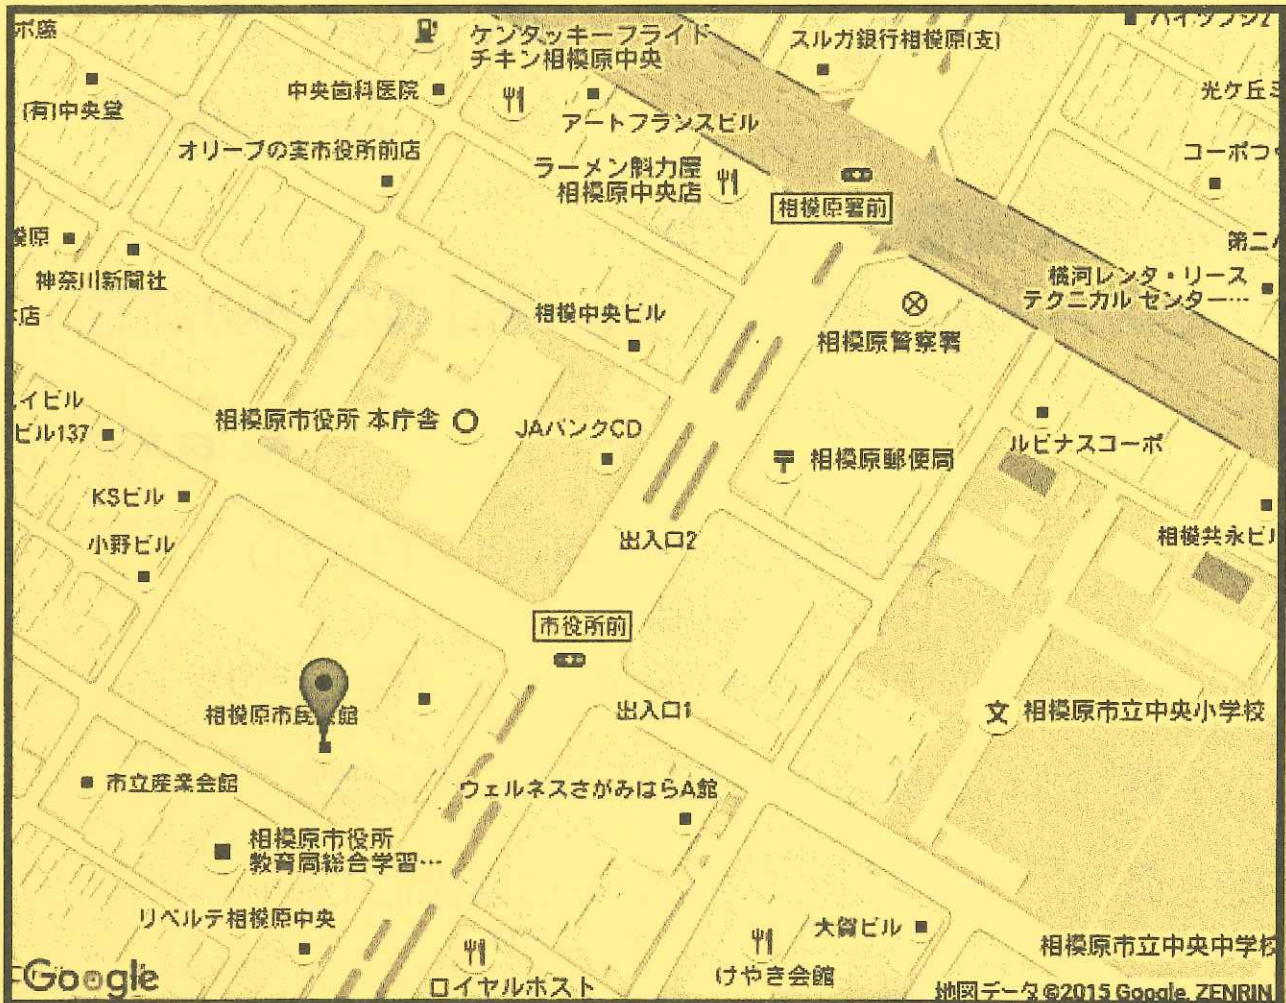 ケンタッキーフライド
チキン相模原中央
スルガ銀行相模原(支)
(有)中央堂
中央歯科医院
アートフランスビル
光ケ丘
オリーブの実市役所前店
ラーメン魁力屋
相模原中央店
コーポつ
相模原署前
模原
神奈川新聞社
第二
横河レンタ・リース
テクニカル センター…
店
相模中央ビル
相模原警察署
イビル
ビル137
相模原市役所 本庁舎
JAバンクCD
相模原郵便局
ルピナスコーポ
KSビル
小野ビル
出入口2
相模共永ビル
市役所前
相模原市民会館
出入口1
相模原市立中央小学校
市立産業会館
ウェルネスさがみはらA館
相模原市役所
教育局総合学習…
リベルテ相模原中央
大賀ビル
相模原市立中央中学校
Google
ロイヤルホスト
けやき会館
地図データ ©2015 Google, ZENRIN